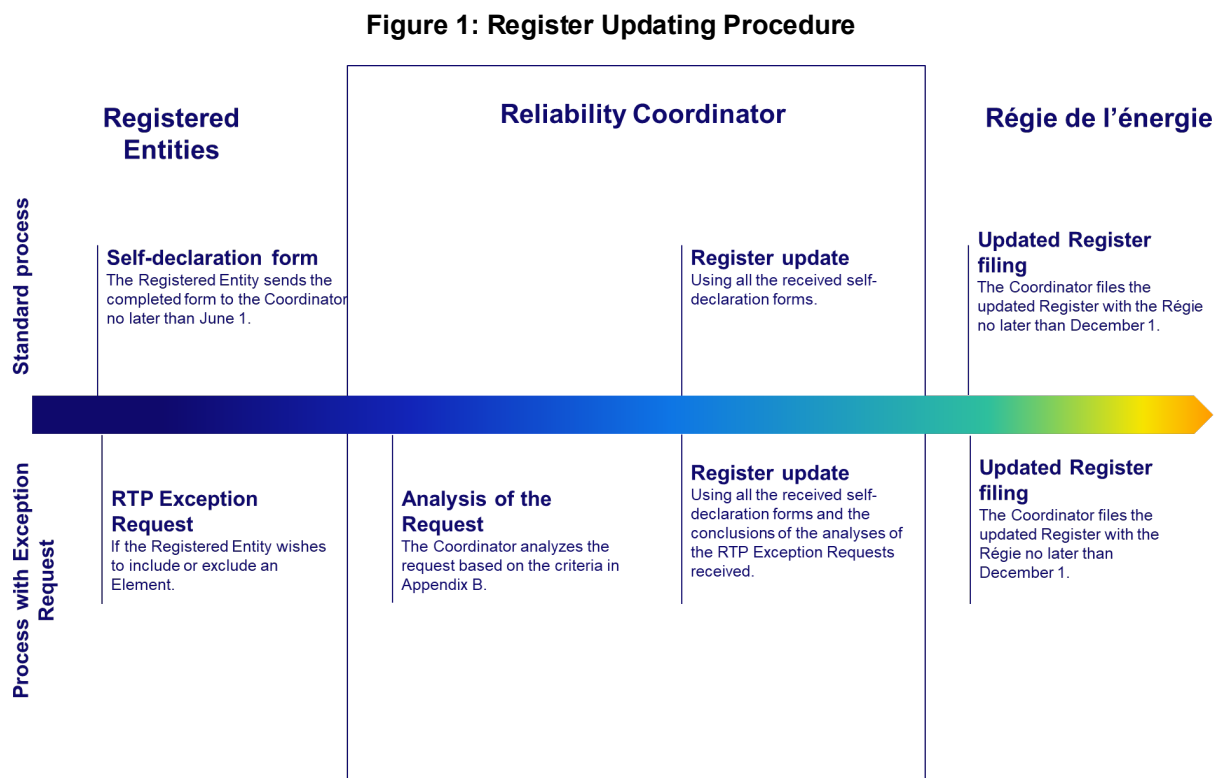 Figure 1: Register Updating Procedure
Registered
Entities
Reliability Coordinator
Régie de l’énergie
Standard process
Self-declaration form
The Registered Entity sends the
completed form to the Coordinator
no later than June 1.
Register update
Using all the received self-
declaration forms.
Updated Register
filing
The Coordinator files the
updated Register with the Régie
no later than December 1.
Process with Exception
Request
RTP Exception
Request
If the Registered Entity wishes
to include or exclude an
Element.
Analysis of the
Request
The Coordinator analyzes the
request based on the criteria in
Appendix B.
Register update
Using all the received self-
declaration forms and the
conclusions of the analyses of
the RTP Exception Requests
received.
Updated Register
filing
The Coordinator files the
updated Register with the
Régie no later than
December 1.